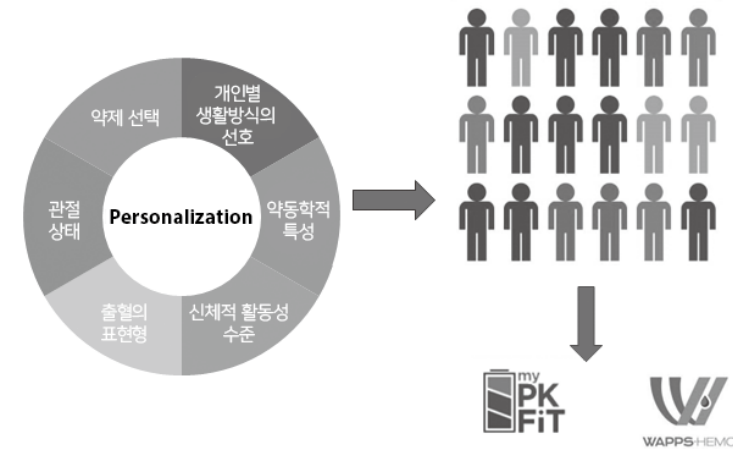 약제 선택
개인별
생활방식의
선호
관절
상태
Personalization
약동학적
특성
출혈의
표현형
신체적 활동성
수준
my
PK
FiT
WAPPS-HEMO